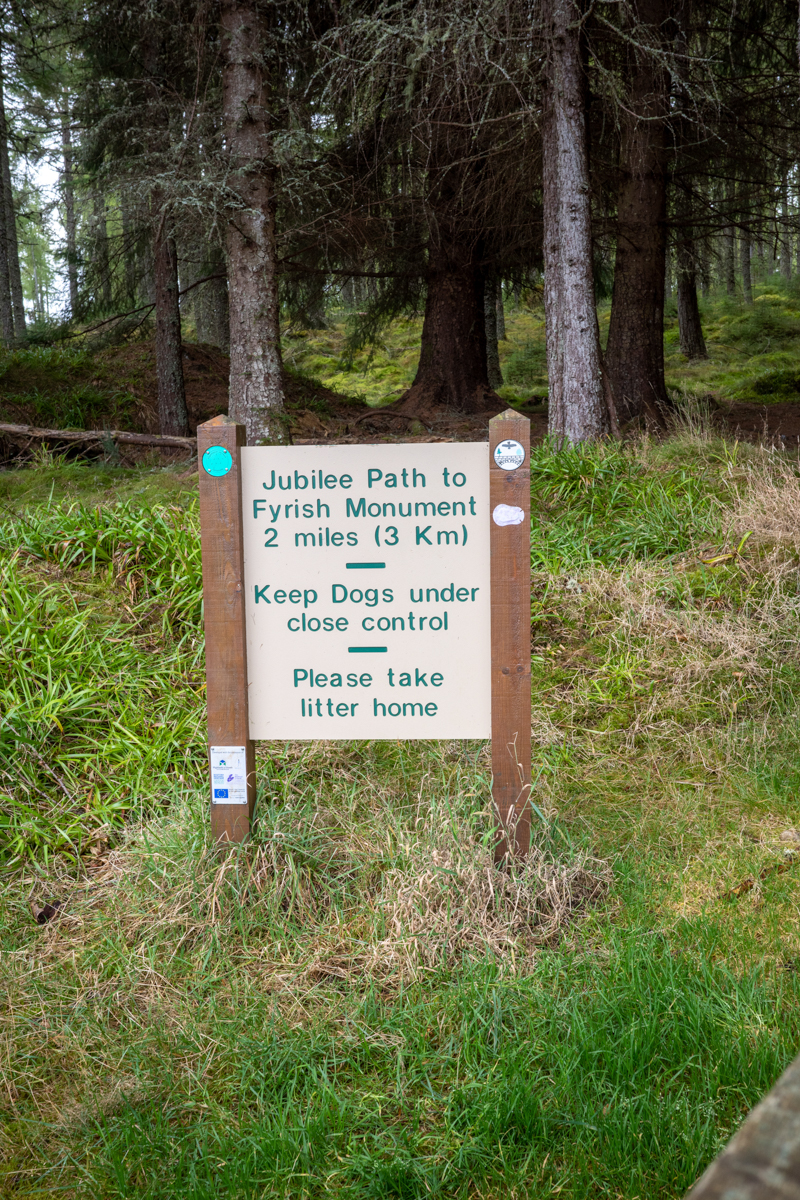 Jubilee Path to
Fyrish Monument
2 miles (3 Km)
Keep Dogs under
close control
Please take
litter home